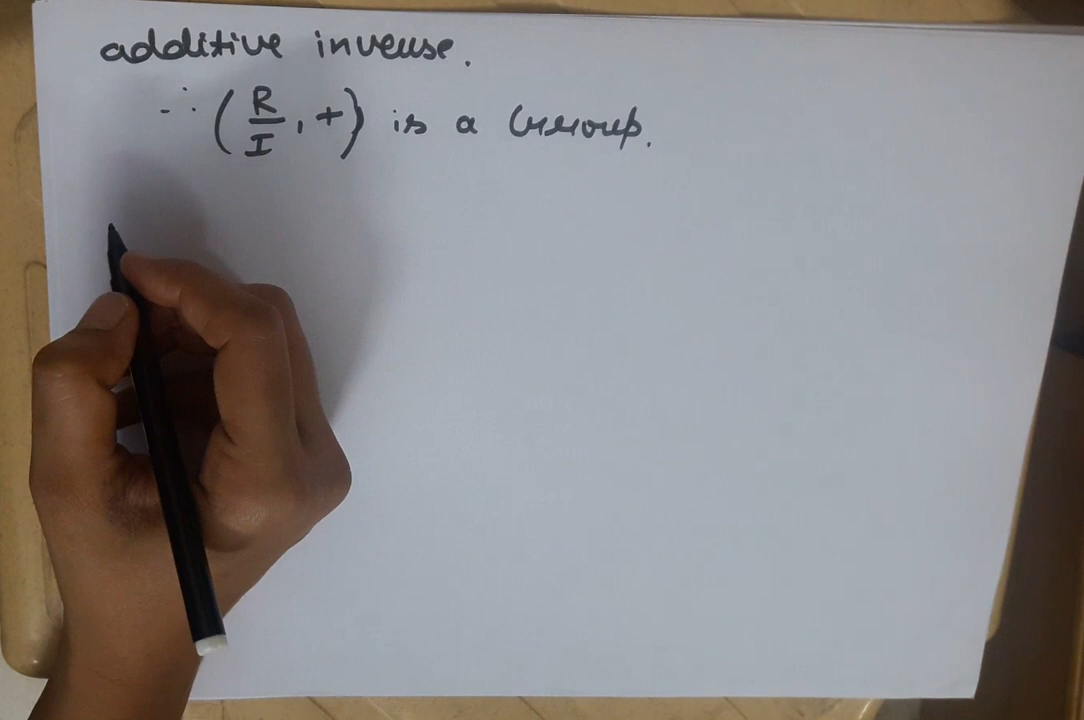 additive inverse.
∴ (R/I, +) is a Group.